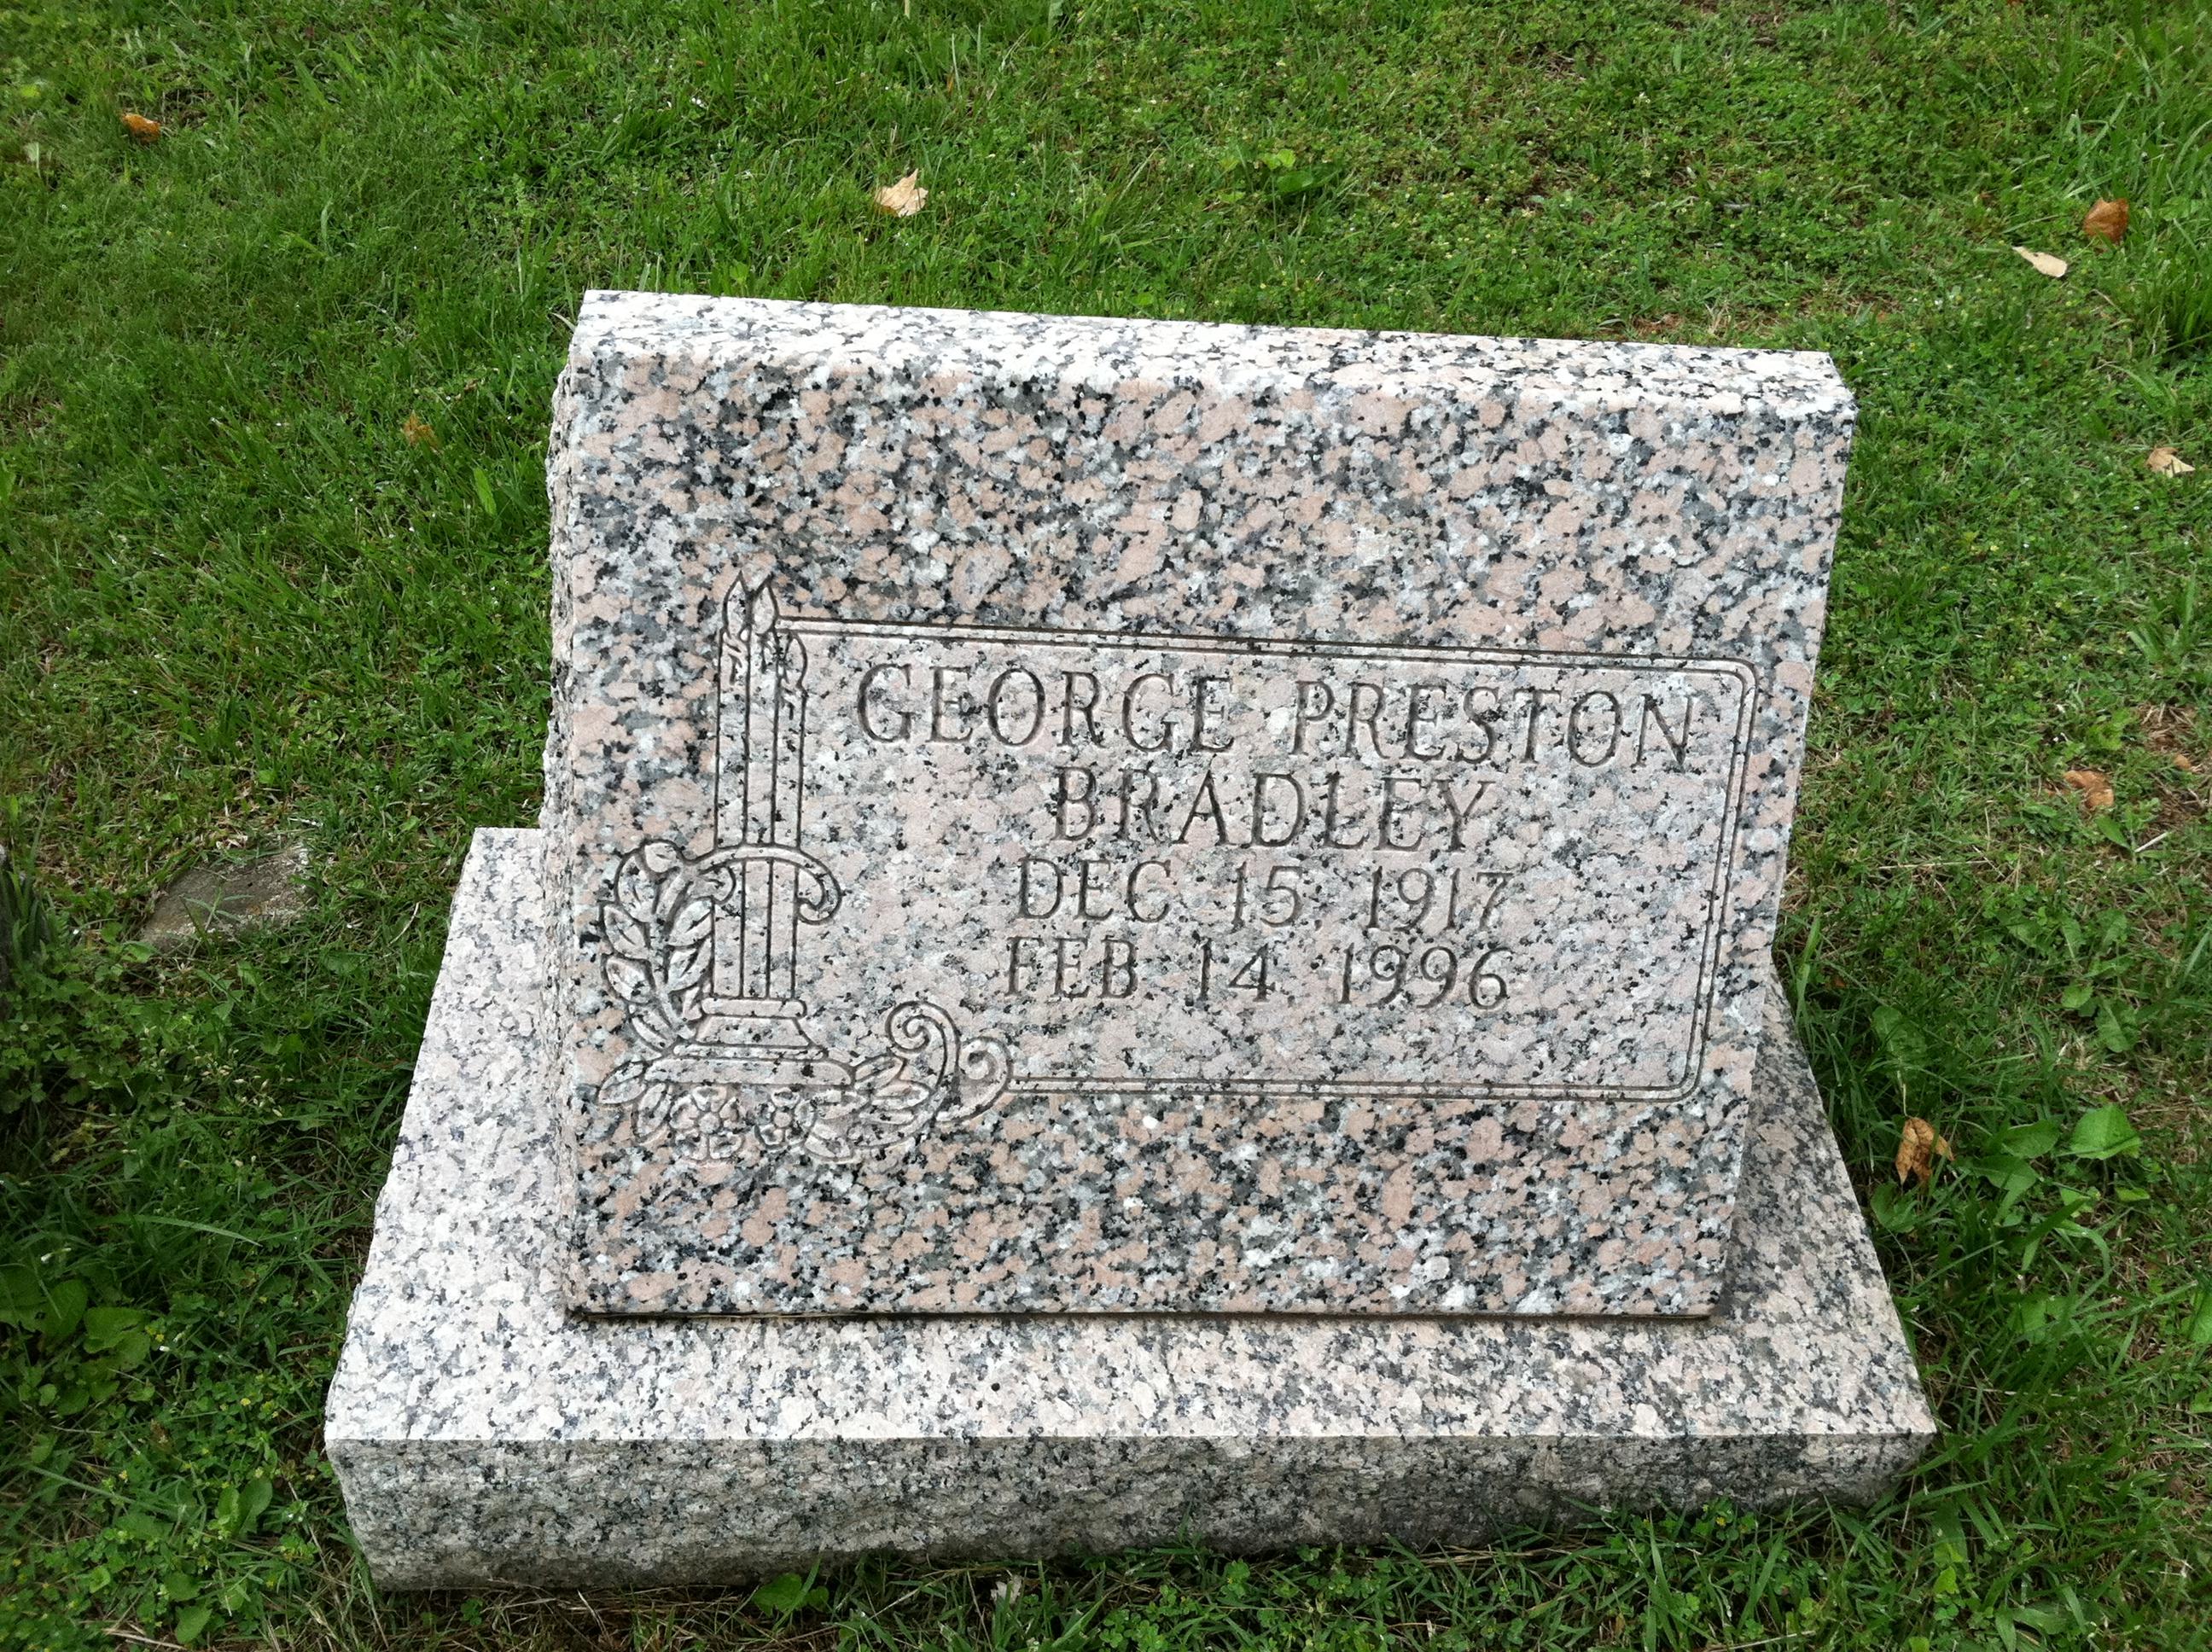 GEORGE PRESTON
BRADLEY
DEC 15, 1917
FEB 14 1996